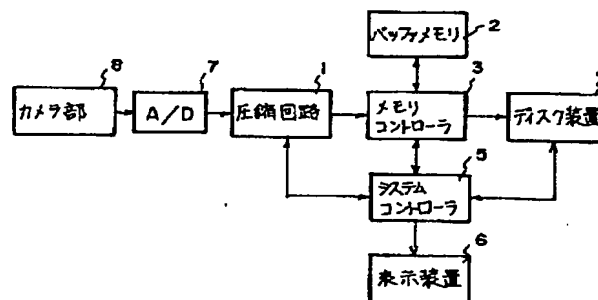 バッファメモリ
2
8
カメラ部
7
A/D
1
圧縮回路
3
メモリ
コントローラ
ディスク装置
5
システム
コントローラ
6
表示装置